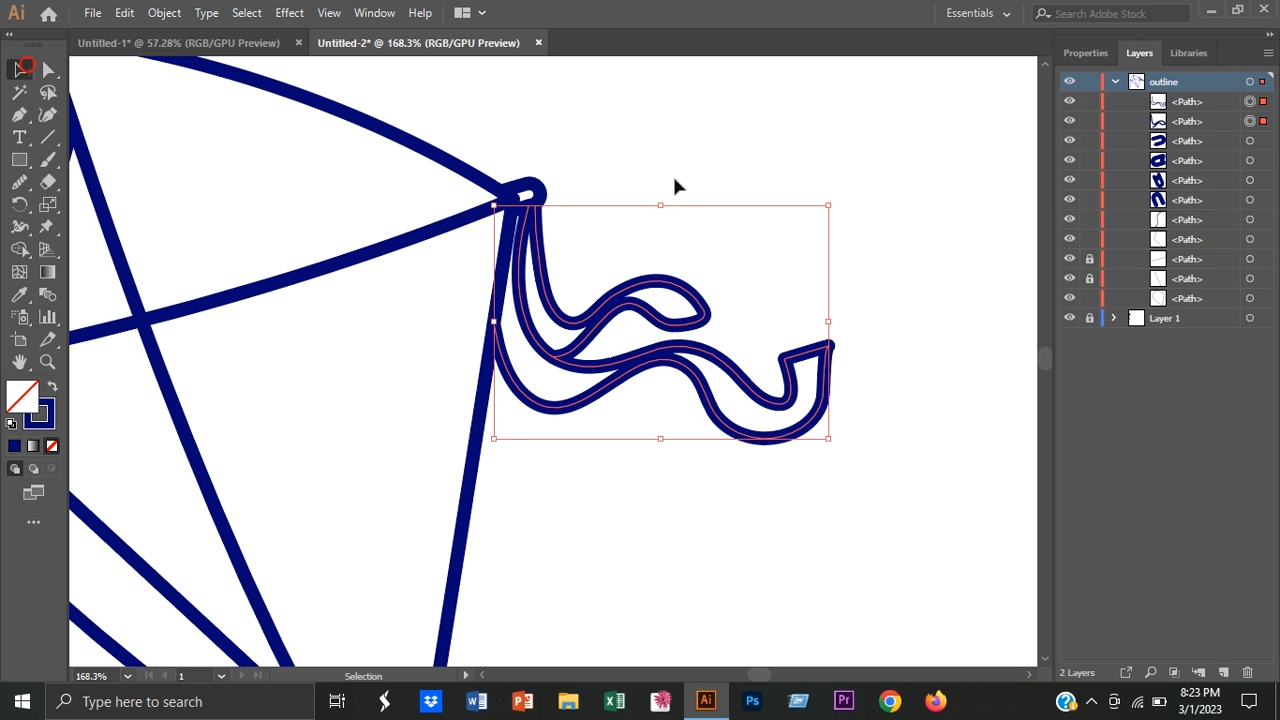 Ai File Edit Object Type Select Effect View Window Help Essentials Search Adobe Stock
Untitled-1* @ 57.28% (RGB/GPU Preview) × Untitled-2* @ 168.3% (RGB/GPU Preview) ×
Properties Layers Libraries
outline
<Path>
<Path>
<Path>
<Path>
<Path>
<Path>
<Path>
<Path>
<Path>
<Path>
<Path>
Layer 1
168.3% 1 Selection
2 Layers
Type here to search
Ai Ps Pr
8:23 PM
3/1/2023